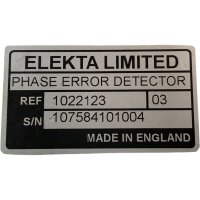 ELEKTA LIMITED
PHASE ERROR DETECTOR
REF 1022123 03
S/N 107584101004
MADE IN ENGLAND